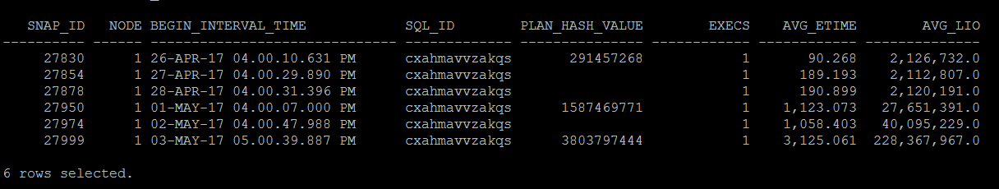 SNAP_ID NODE BEGIN_INTERVAL_TIME SQL_ID PLAN_HASH_VALUE EXECS AVG_ETIME AVG_LIO
---------- ------ ------------------------------ ------------- --------------- ------------ ------------ --------------
27830 1 26-APR-17 04.00.10.631 PM cxahmavvzakqs 291457268 1 90.268 2,126,732.0
27854 1 27-APR-17 04.00.29.890 PM cxahmavvzakqs 1 189.193 2,112,807.0
27878 1 28-APR-17 04.00.31.396 PM cxahmavvzakqs 1 190.899 2,120,191.0
27950 1 01-MAY-17 04.00.07.000 PM cxahmavvzakqs 1587469771 1 1,123.073 27,651,391.0
27974 1 02-MAY-17 04.00.47.988 PM cxahmavvzakqs 1 1,058.403 40,095,229.0
27999 1 03-MAY-17 05.00.39.887 PM cxahmavvzakqs 3803797444 1 3,125.061 228,367,967.0
6 rows selected.